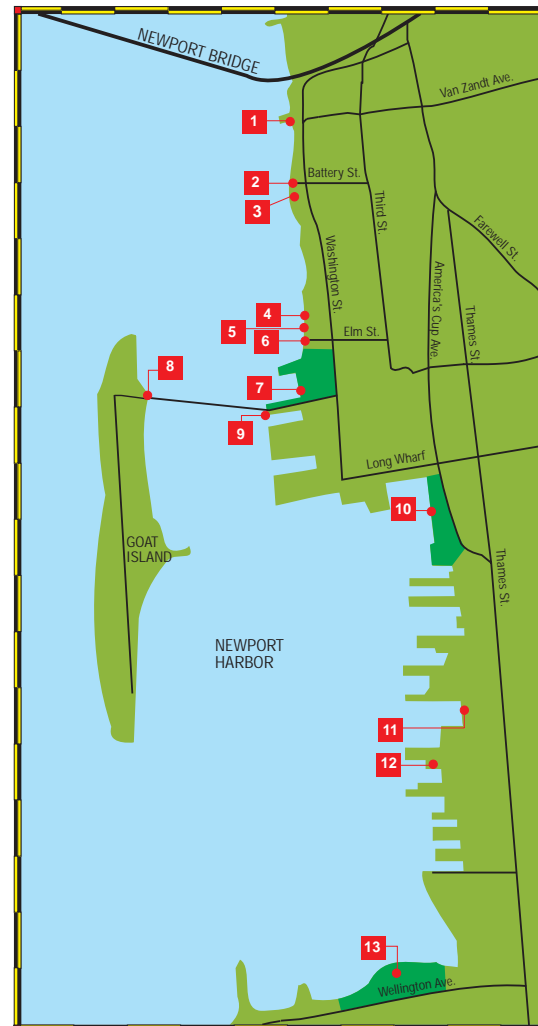 NEWPORT BRIDGE
Van Zandt Ave.
1
2
Battery St.
3
Third St.
Farewell St.
Washington St.
America's Cup Ave.
Thames St.
4
5
6
Elm St.
8
7
9
Long Wharf
10
GOAT
ISLAND
Thames St.
NEWPORT
HARBOR
11
12
13
Wellington Ave.